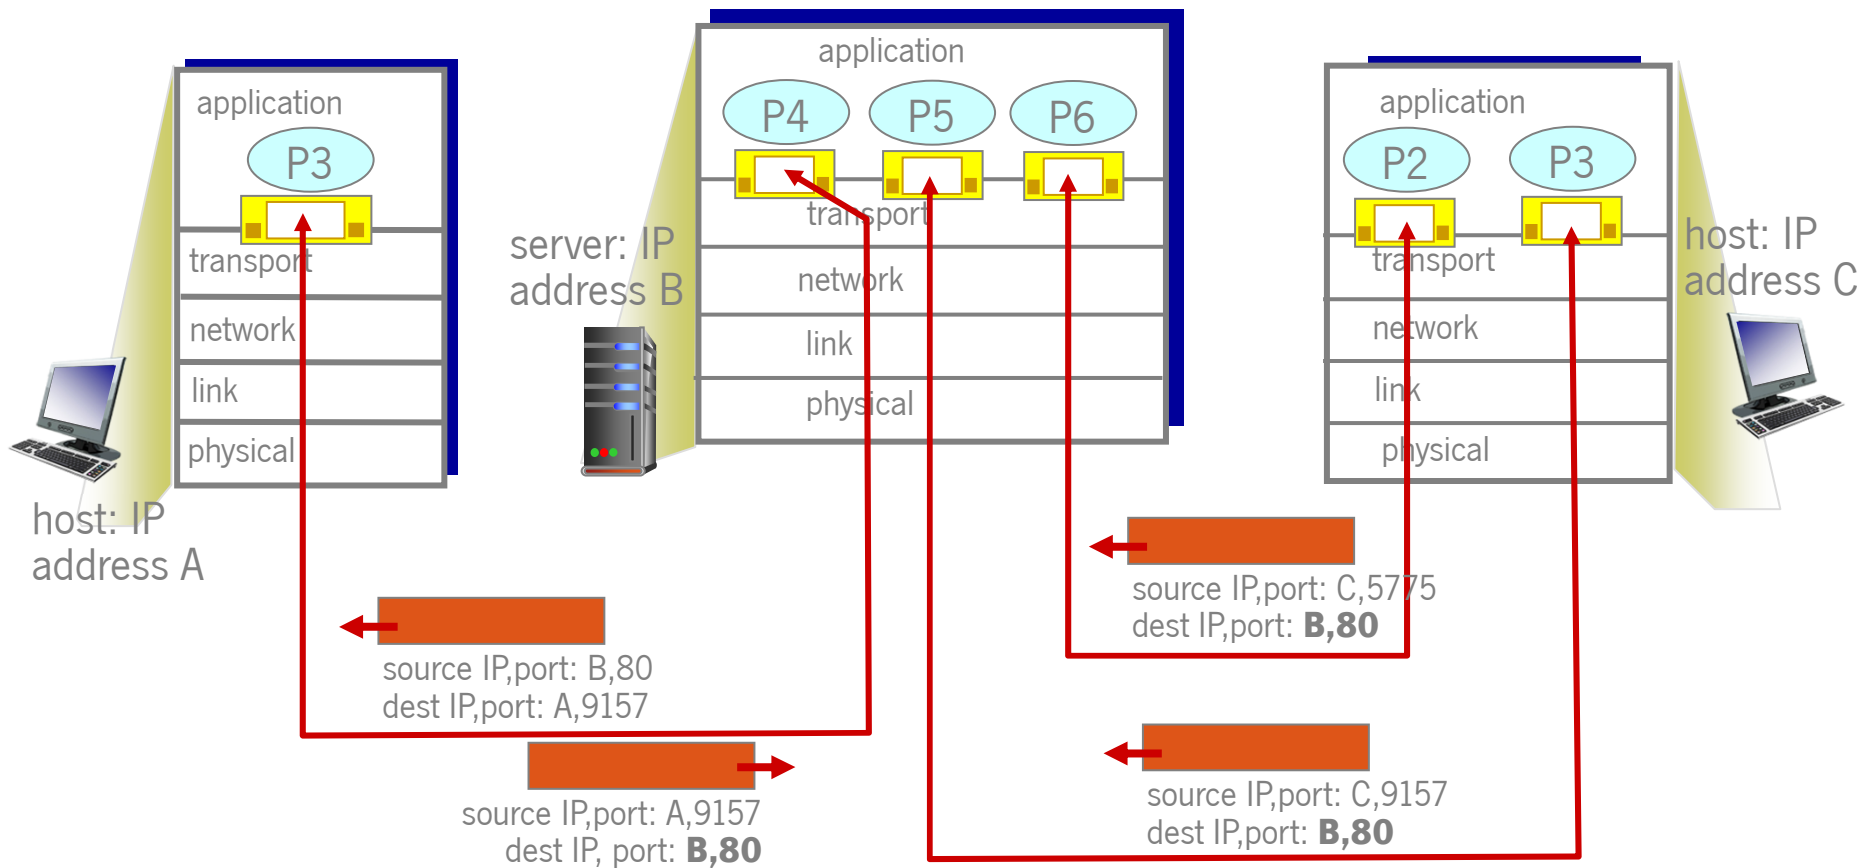 application
P3
transport
network
link
physical
host: IP
address A
application
P4 P5 P6
transport
network
link
physical
server: IP
address B
application
P2 P3
transport
network
link
physical
host: IP
address C
source IP,port: B,80
dest IP,port: A,9157
source IP,port: A,9157
dest IP, port: B,80
source IP,port: C,5775
dest IP,port: B,80
source IP,port: C,9157
dest IP,port: B,80